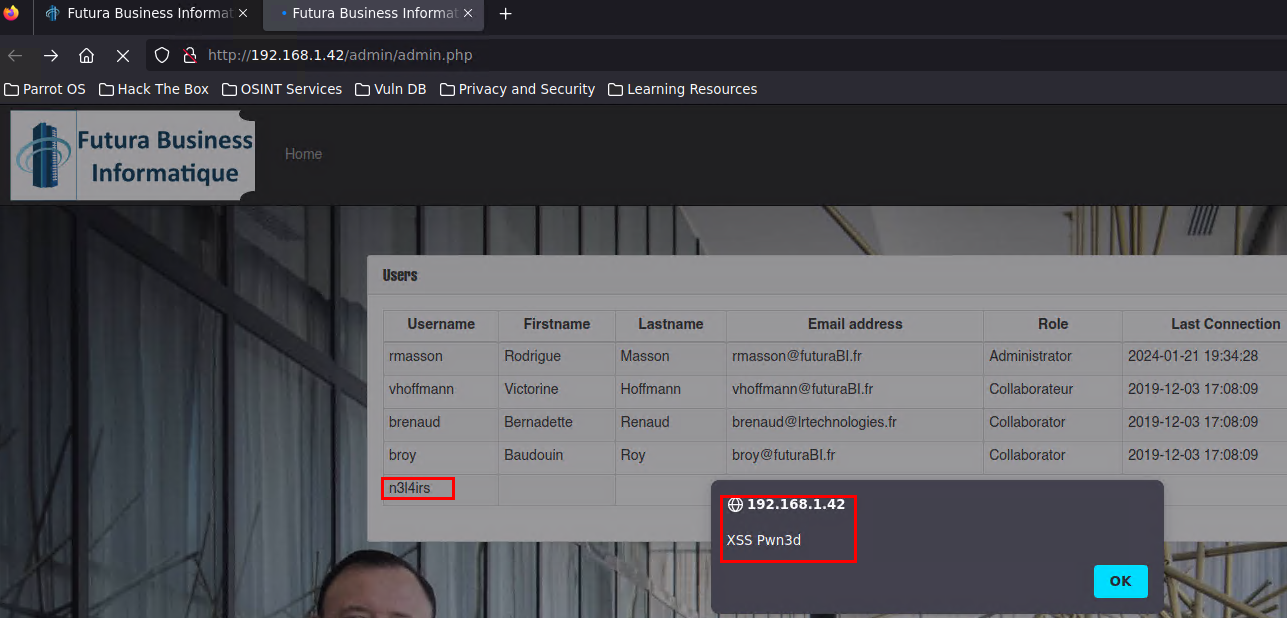 Futura Business Informat
Futura Business Informat
http://192.168.1.42/admin/admin.php
Parrot OS Hack The Box OSINT Services Vuln DB Privacy and Security Learning Resources
Futura Business
Informatique
Home
Users
Username Firstname Lastname Email address Role Last Connection
rmasson Rodrigue Masson rmasson@futuraBI.fr Administrator 2024-01-21 19:34:28
vhoffmann Victorine Hoffmann vhoffmann@futuraBI.fr Collaborateur 2019-12-03 17:08:09
brenaud Bernadette Renaud brenaud@lrtechnologies.fr Collaborator 2019-12-03 17:08:09
broy Baudouin Roy broy@futuraBI.fr Collaborator 2019-12-03 17:08:09
n3l4irs
192.168.1.42
XSS Pwn3d
OK